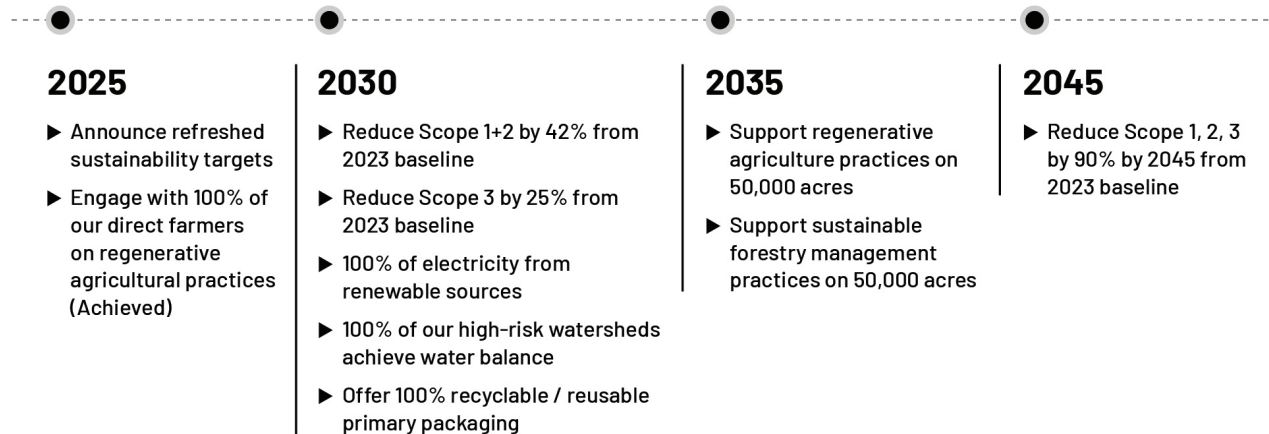 2025
▶ Announce refreshed
sustainability targets
▶ Engage with 100% of
our direct farmers
on regenerative
agricultural practices
(Achieved)
2030
▶ Reduce Scope 1+2 by 42% from
2023 baseline
▶ Reduce Scope 3 by 25% from
2023 baseline
▶ 100% of electricity from
renewable sources
▶ 100% of our high-risk watersheds
achieve water balance
▶ Offer 100% recyclable / reusable
primary packaging
2035
▶ Support regenerative
agriculture practices on
50,000 acres
▶ Support sustainable
forestry management
practices on 50,000 acres
2045
▶ Reduce Scope 1, 2, 3
by 90% by 2045 from
2023 baseline